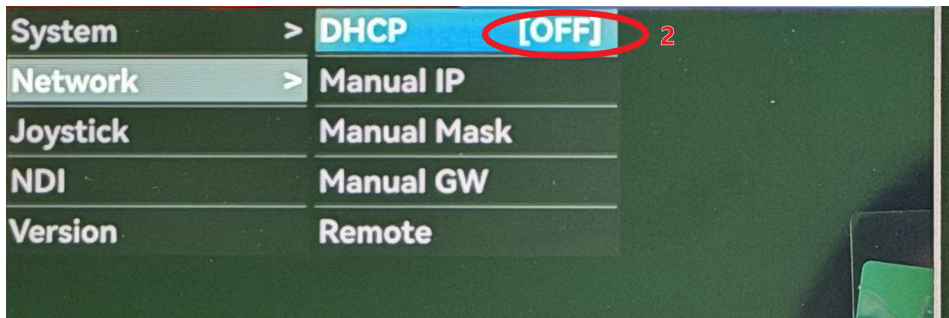 System > DHCP [OFF] 2
Network > Manual IP
Joystick Manual Mask
NDI Manual GW
Version Remote